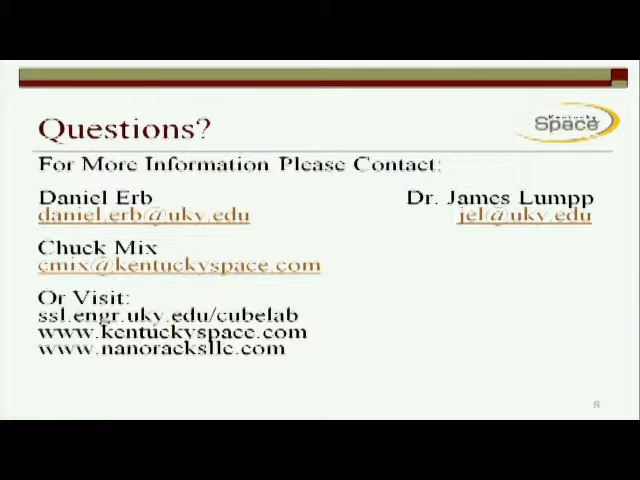 Kentucky
Space
Questions?
For More Information Please Contact:
Daniel Erb
daniel.erb@uky.edu
Dr. James Lumpp
jel@uky.edu
Chuck Mix
cmix@kentuckyspace.com
Or Visit:
ssl.engr.uky.edu/cubelab
www.kentuckyspace.com
www.nanoracksllc.com